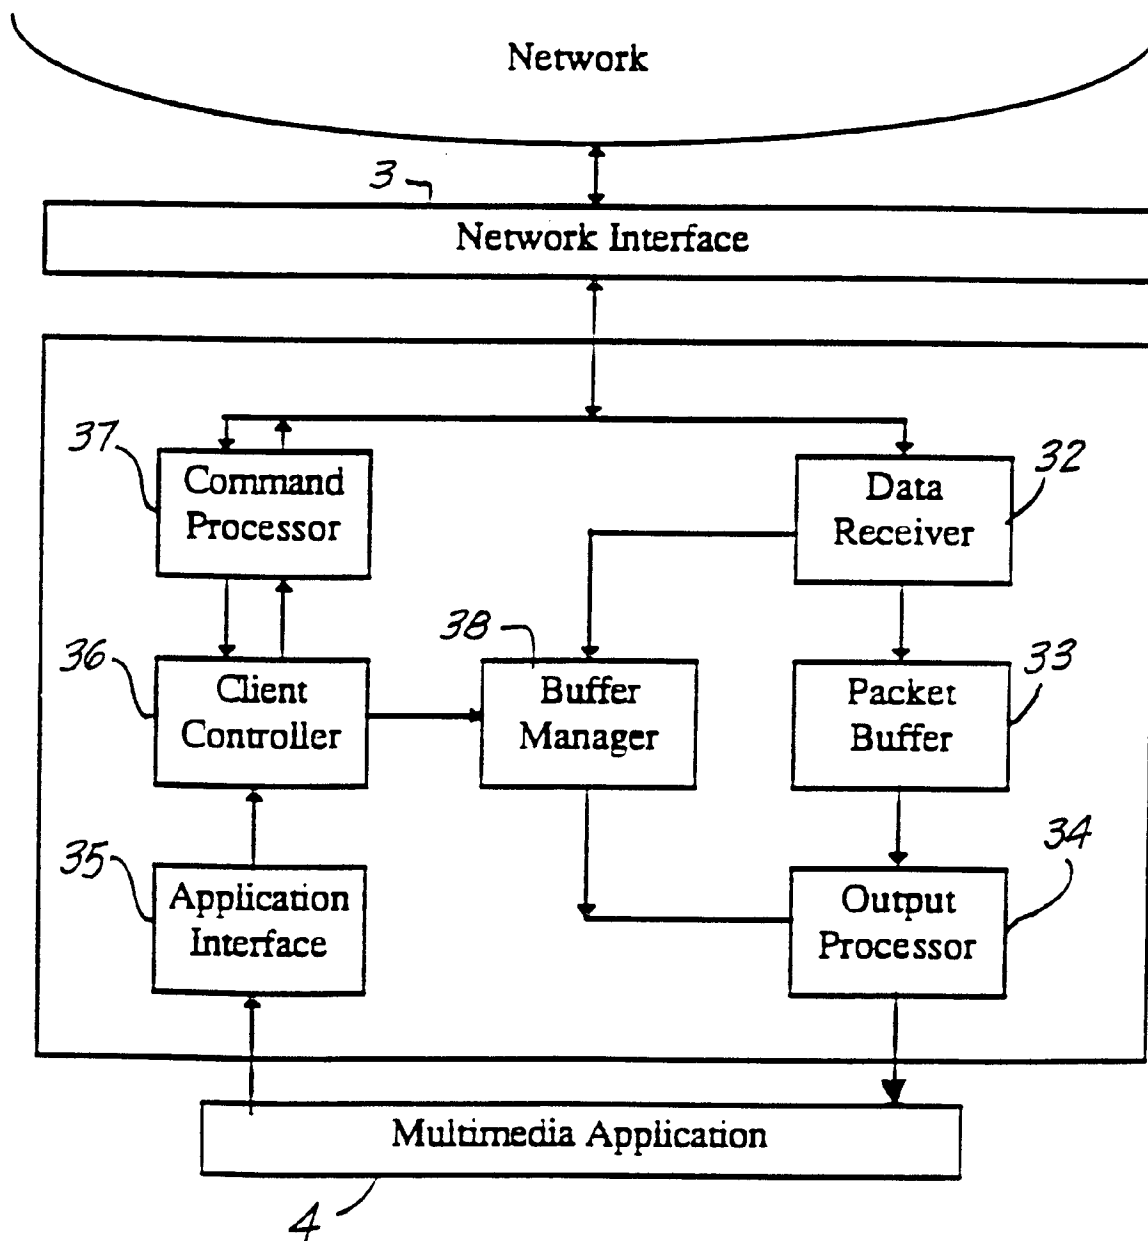 Network
3
Network Interface
37
Command
Processor
32
Data
Receiver
36
Client
Controller
38
Buffer
Manager
33
Packet
Buffer
35
Application
Interface
34
Output
Processor
Multimedia Application
4